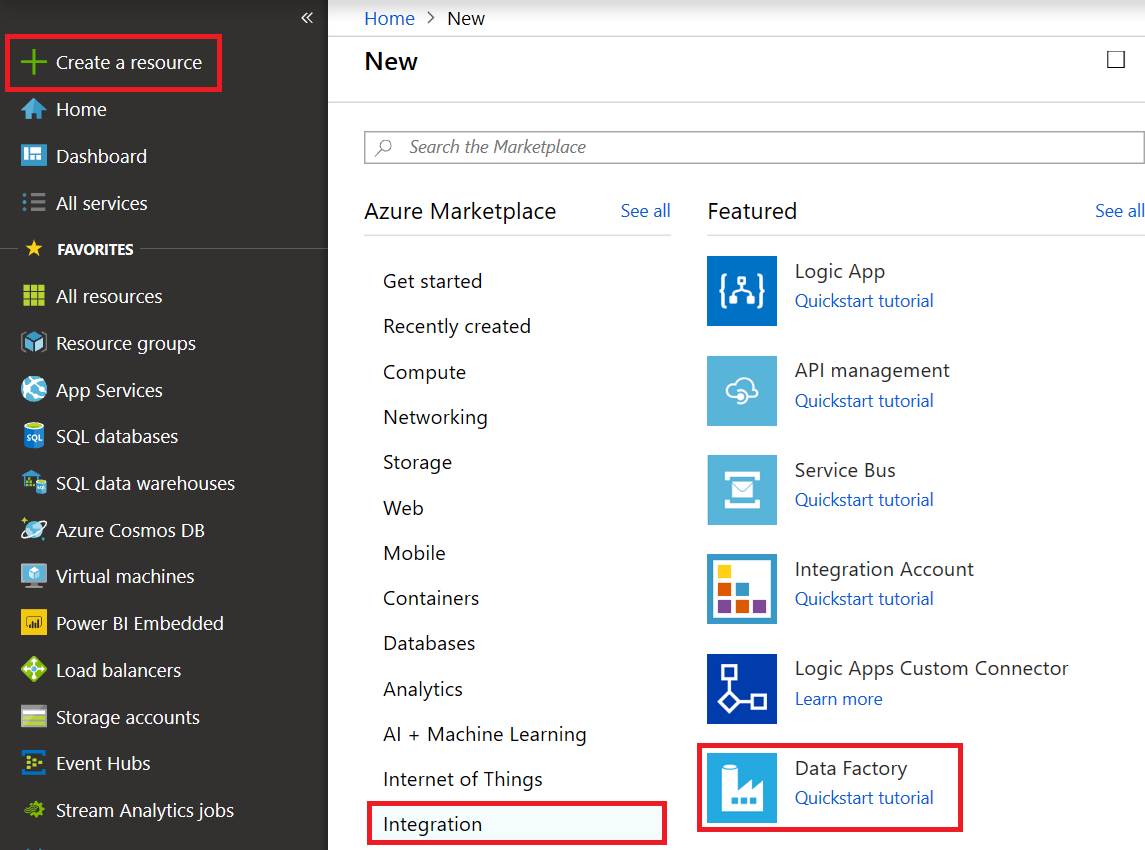 Create a resource
Home
Dashboard
All services
FAVORITES
All resources
Resource groups
App Services
SQL
SQL databases
SQL data warehouses
Azure Cosmos DB
Virtual machines
Power BI Embedded
Load balancers
Storage accounts
Event Hubs
Stream Analytics jobs
Home > New
New
Search the Marketplace
Azure Marketplace
See all
Get started
Recently created
Compute
Networking
Storage
Web
Mobile
Containers
Databases
Analytics
AI + Machine Learning
Internet of Things
Integration
Featured
See all
Logic App
Quickstart tutorial
API management
Quickstart tutorial
Service Bus
Quickstart tutorial
Integration Account
Quickstart tutorial
Logic Apps Custom Connector
Learn more
Data Factory
Quickstart tutorial